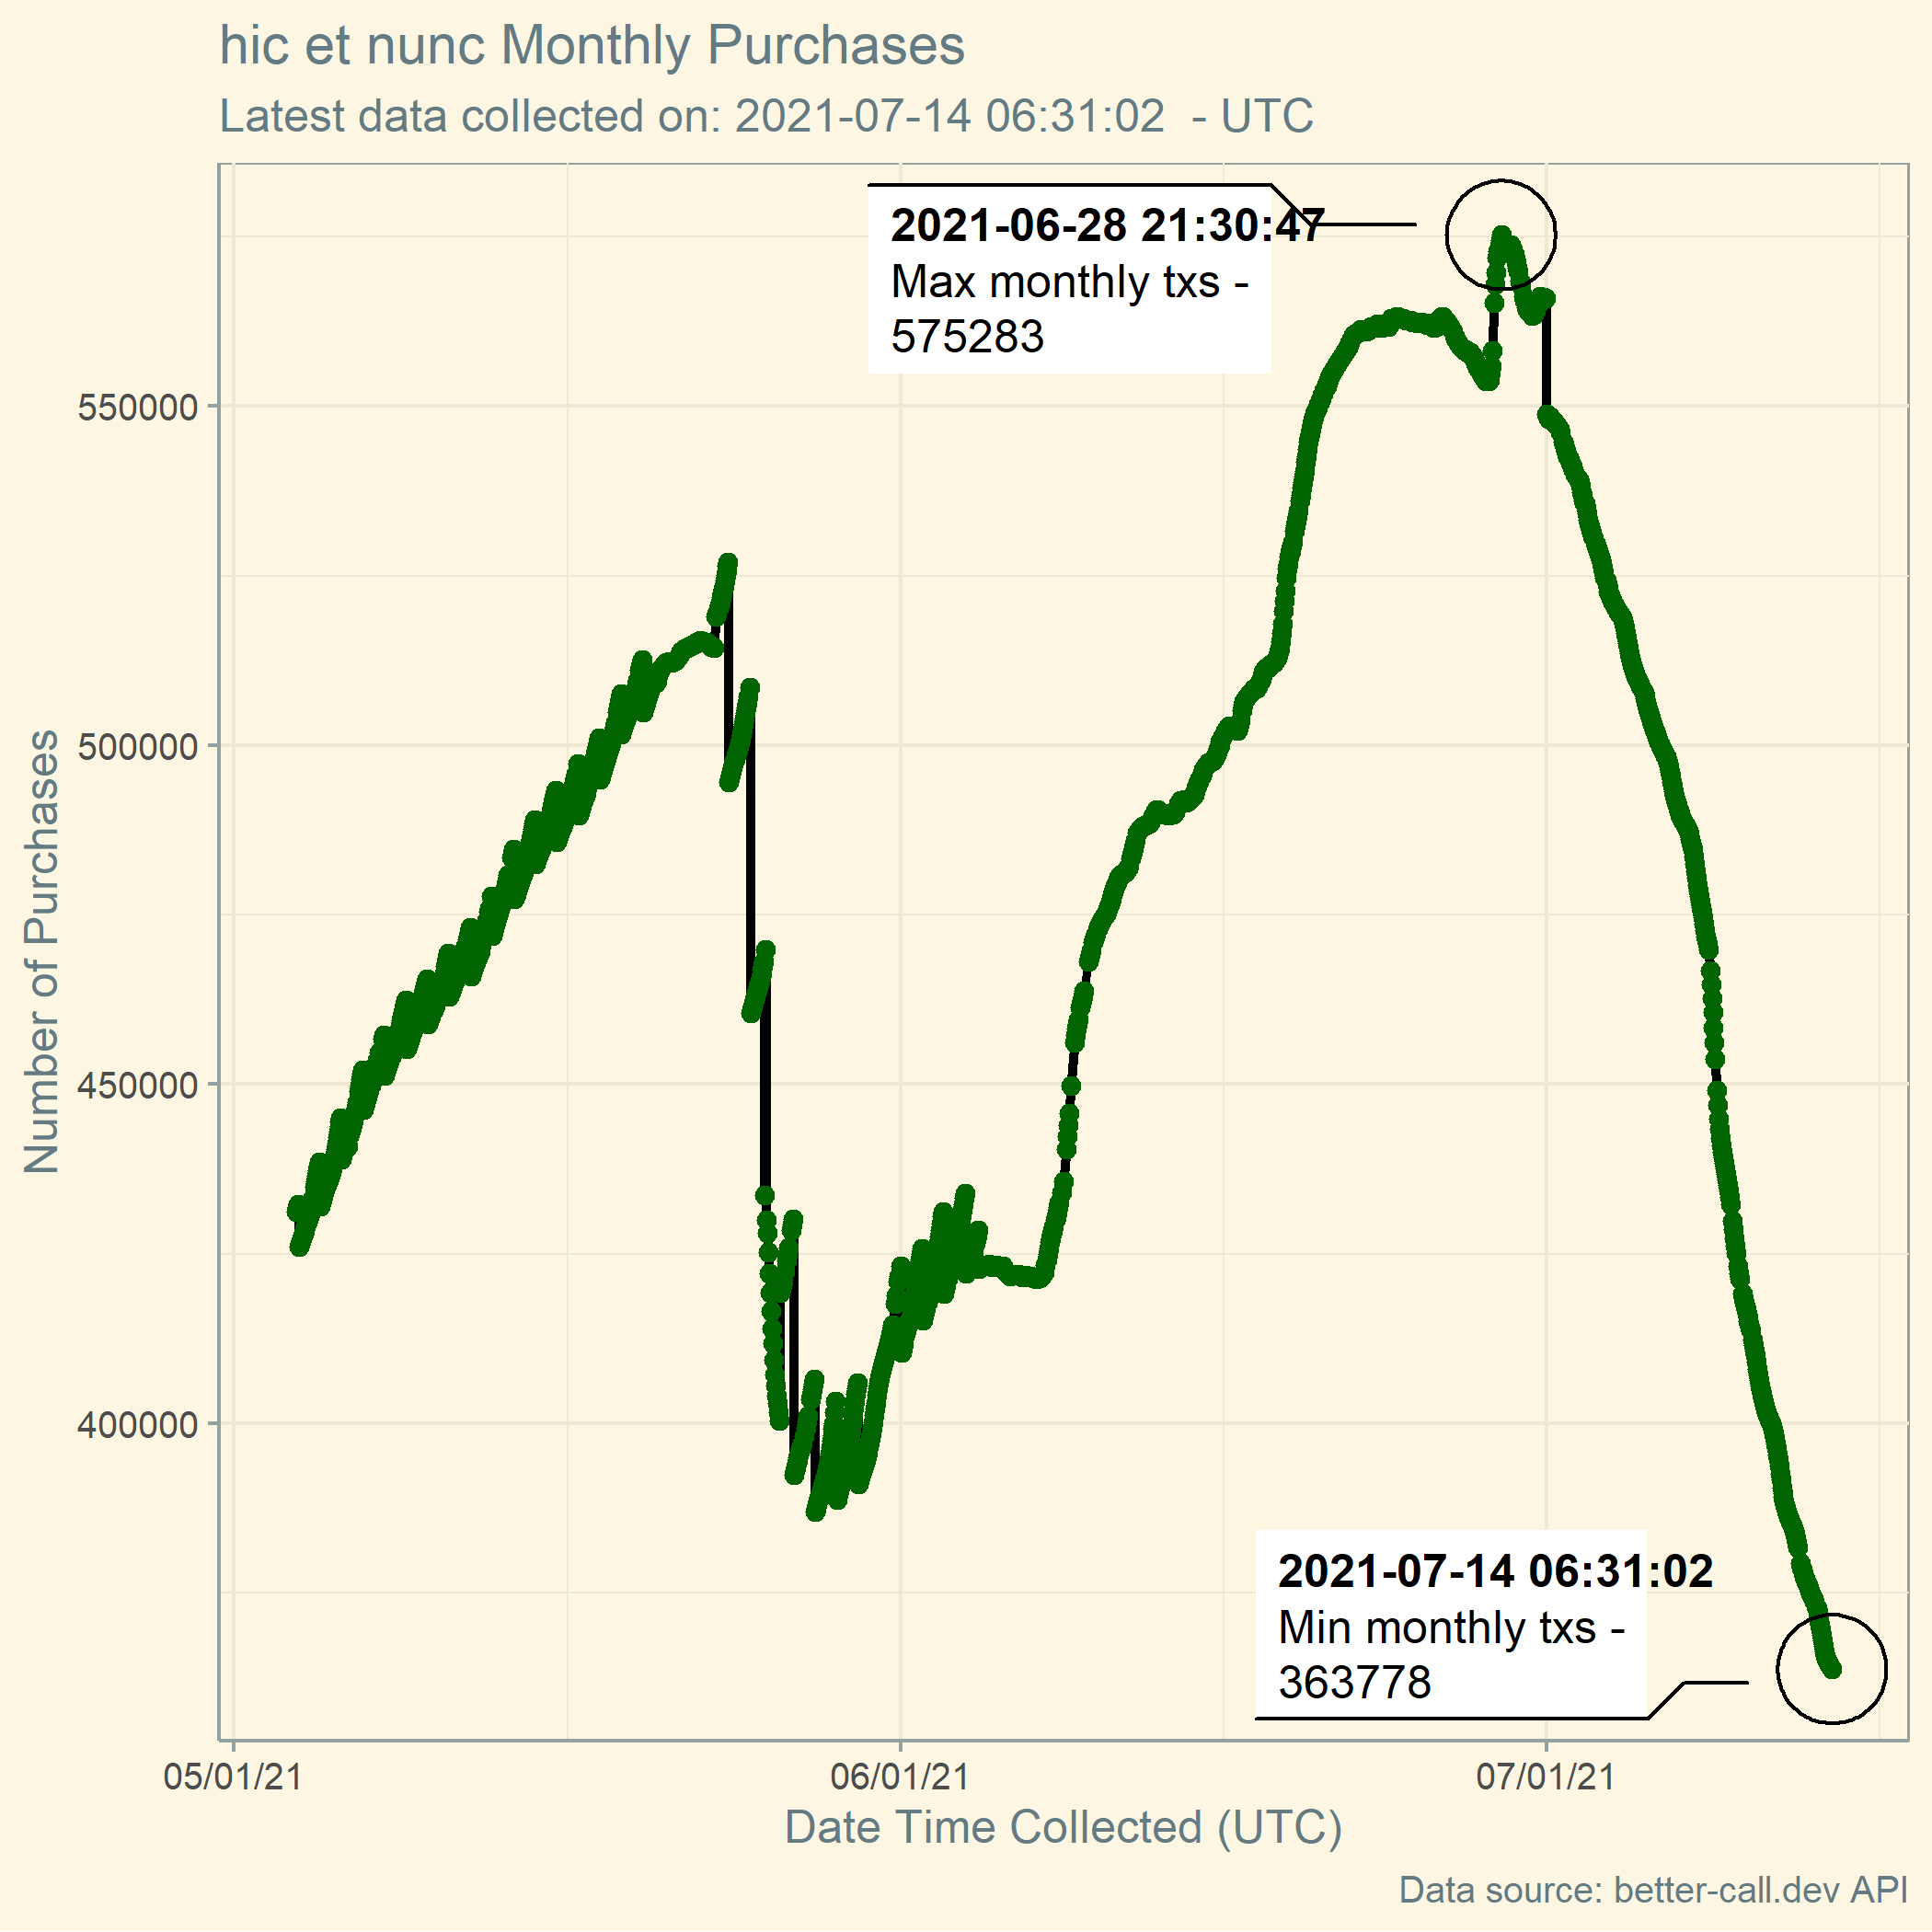 hic et nunc Monthly Purchases
Latest data collected on: 2021-07-14 06:31:02  - UTC
2021-06-28 21:30:47
Max monthly txs -
575283
550000
500000
450000
400000
Number of Purchases
2021-07-14 06:31:02
Min monthly txs -
363778
05/01/21
06/01/21
07/01/21
Date Time Collected (UTC)
Data source: better-call.dev API